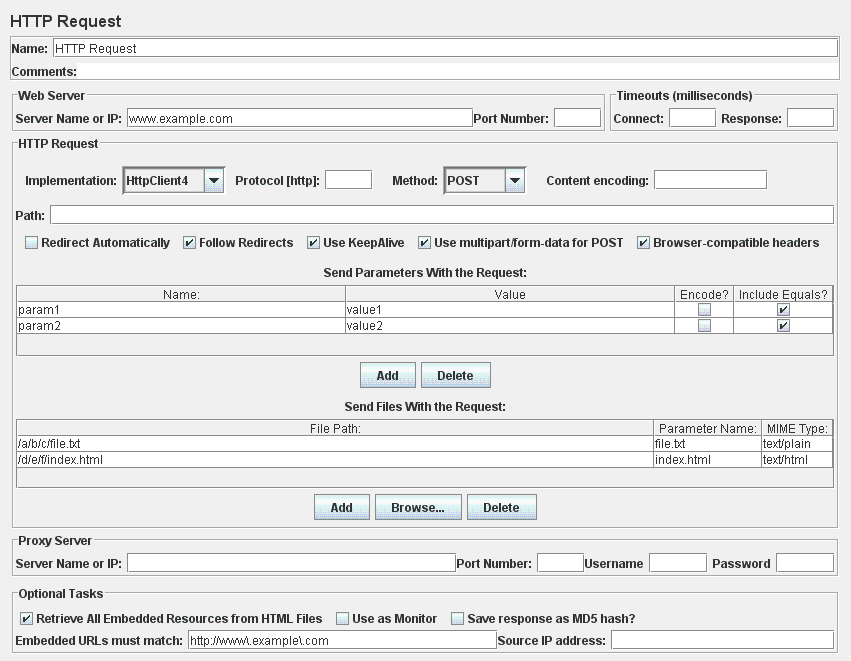 HTTP Request
Name: HTTP Request
Comments:
Web Server
Server Name or IP: www.example.com Port Number:
Timeouts (milliseconds)
Connect: Response:
HTTP Request
Implementation: HttpClient4 Protocol [http]: Method: POST Content encoding:
Path:
Redirect Automatically Follow Redirects Use KeepAlive Use multipart/form-data for POST Browser-compatible headers
Send Parameters With the Request:
Name: Value Encode? Include Equals?
param1 value1
param2 value2
Add Delete
Send Files With the Request:
File Path: Parameter Name: MIME Type:
/a/b/c/file.txt file.txt text/plain
/d/e/f/index.html index.html text/html
Add Browse... Delete
Proxy Server
Server Name or IP: Port Number: Username Password
Optional Tasks
Retrieve All Embedded Resources from HTML Files Use as Monitor Save response as MD5 hash?
Embedded URLs must match: http://www\.example\.com Source IP address: